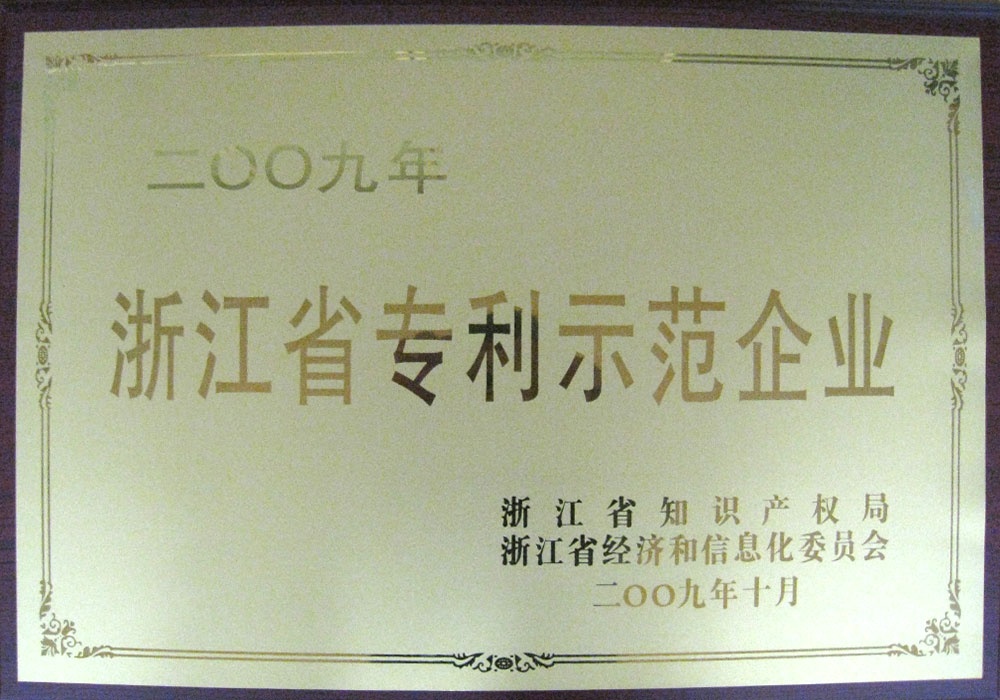 二〇〇九年
浙江省专利示范企业
浙江省知识产权局
浙江省经济和信息化委员会
二〇〇九年十月